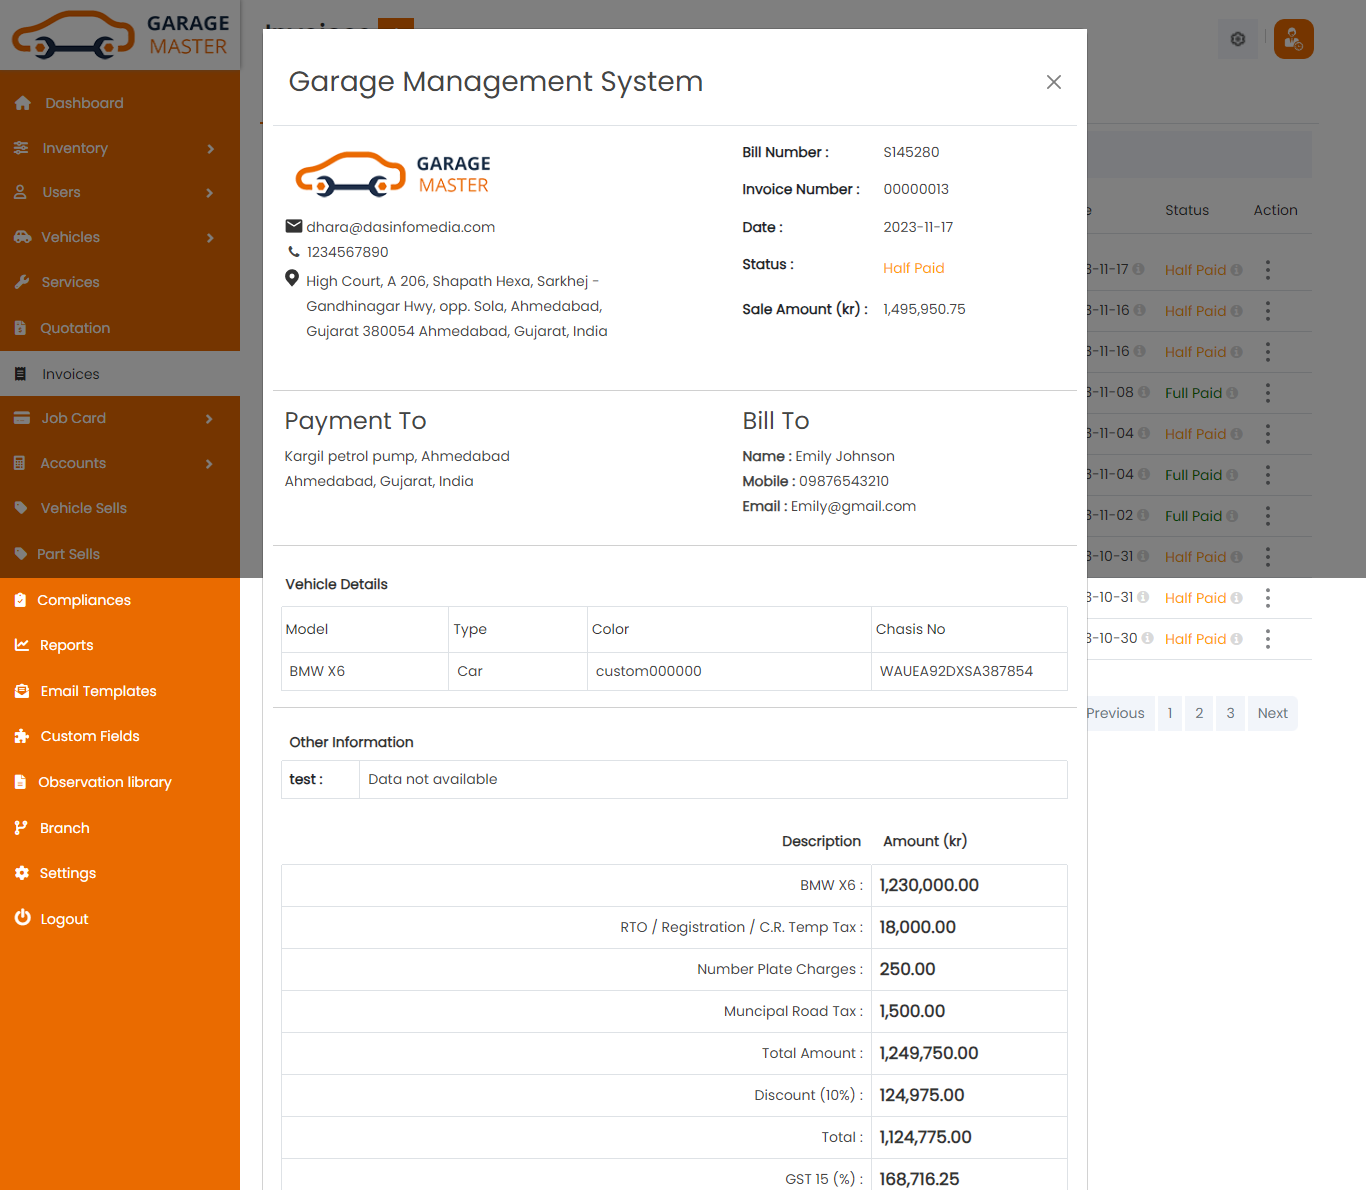 GARAGE
MASTER
Dashboard
Inventory
Users
Vehicles
Services
Quotation
Invoices
Job Card
Accounts
Vehicle Sells
Part Sells
Compliances
Reports
Email Templates
Custom Fields
Observation library
Branch
Settings
Logout
Garage Management System
GARAGE
MASTER
dhara@dasinfomedia.com
1234567890
High Court, A 206, Shapath Hexa, Sarkhej -
Gandhinagar Hwy, opp. Sola, Ahmedabad,
Gujarat 380054 Ahmedabad, Gujarat, India
Bill Number : S145280
Invoice Number : 00000013
Date : 2023-11-17
Status : Half Paid
Sale Amount (kr) : 1,495,950.75
Payment To
Kargil petrol pump, Ahmedabad
Ahmedabad, Gujarat, India
Bill To
Name : Emily Johnson
Mobile : 09876543210
Email : Emily@gmail.com
Vehicle Details
Model Type Color Chasis No
BMW X6 Car custom000000 WAUEA92DXSA387854
Other Information
test : Data not available
Description Amount (kr)
BMW X6 : 1,230,000.00
RTO / Registration / C.R. Temp Tax : 18,000.00
Number Plate Charges : 250.00
Muncipal Road Tax : 1,500.00
Total Amount : 1,249,750.00
Discount (10%) : 124,975.00
Total : 1,124,775.00
GST 15 (%) : 168,716.25
Status Action
-11-17 Half Paid
-11-16 Half Paid
-11-16 Half Paid
-11-08 Full Paid
-11-04 Half Paid
-11-04 Full Paid
-11-02 Full Paid
-10-31 Half Paid
-10-31 Half Paid
-10-30 Half Paid
Previous 1 2 3 Next